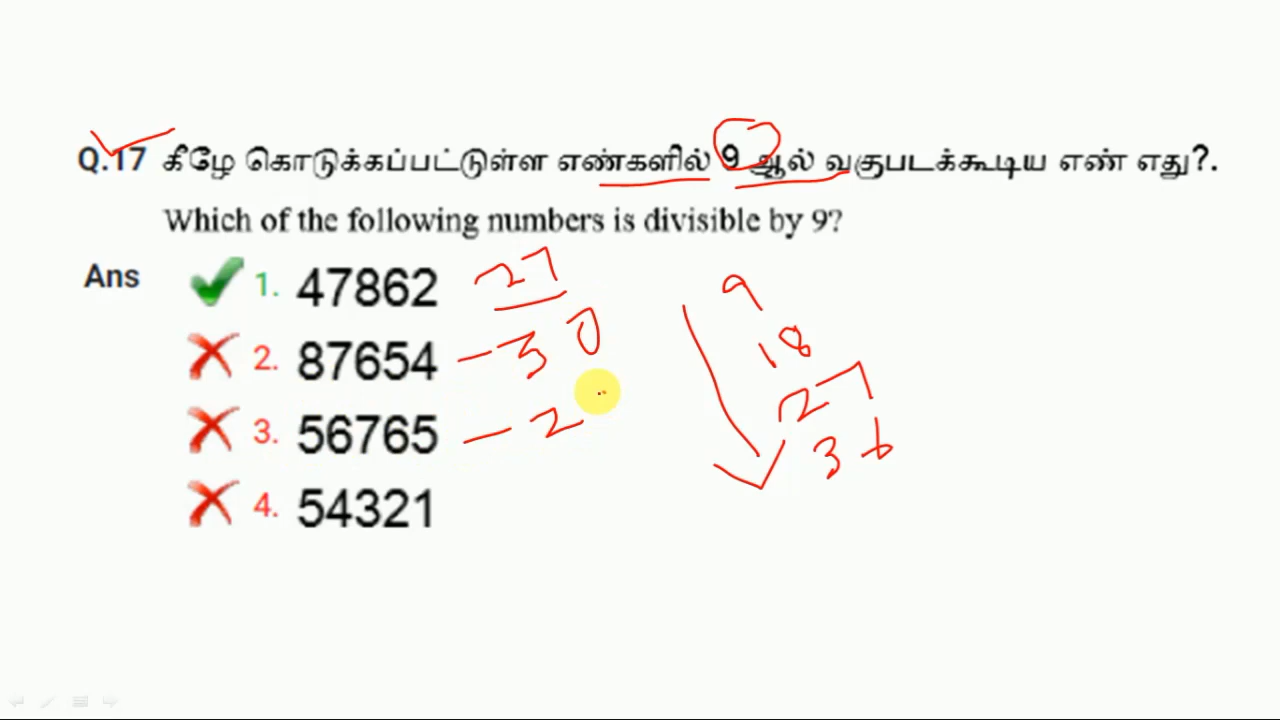 Q.17 கீழே கொடுக்கப்பட்டுள்ள எண்களில் 9 ஆல் வகுபடக்கூடிய எண் எது?.
Which of the following numbers is divisible by 9?
Ans 1. 47862 27
2. 87654 - 30
3. 56765 - 2
4. 54321
9
18
27
36